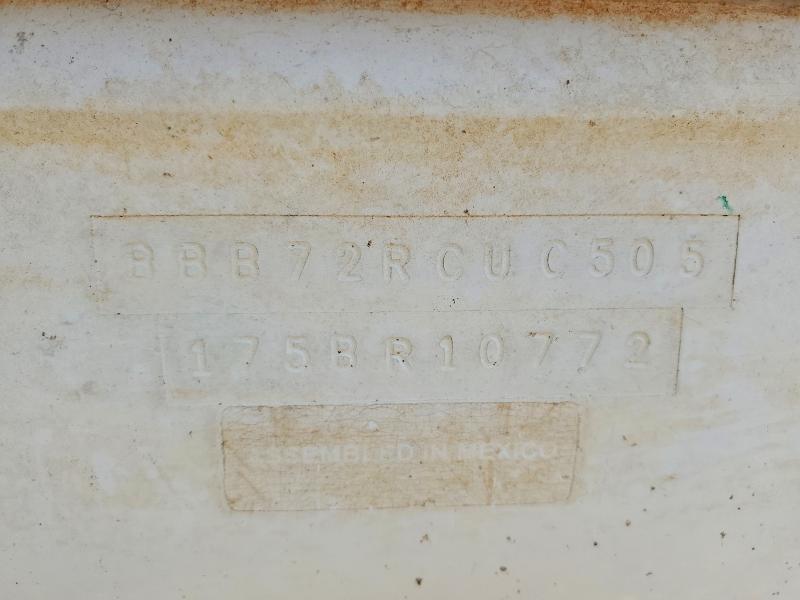 BBB72RCUC505
175BR10772
ASSEMBLED IN MEXICO